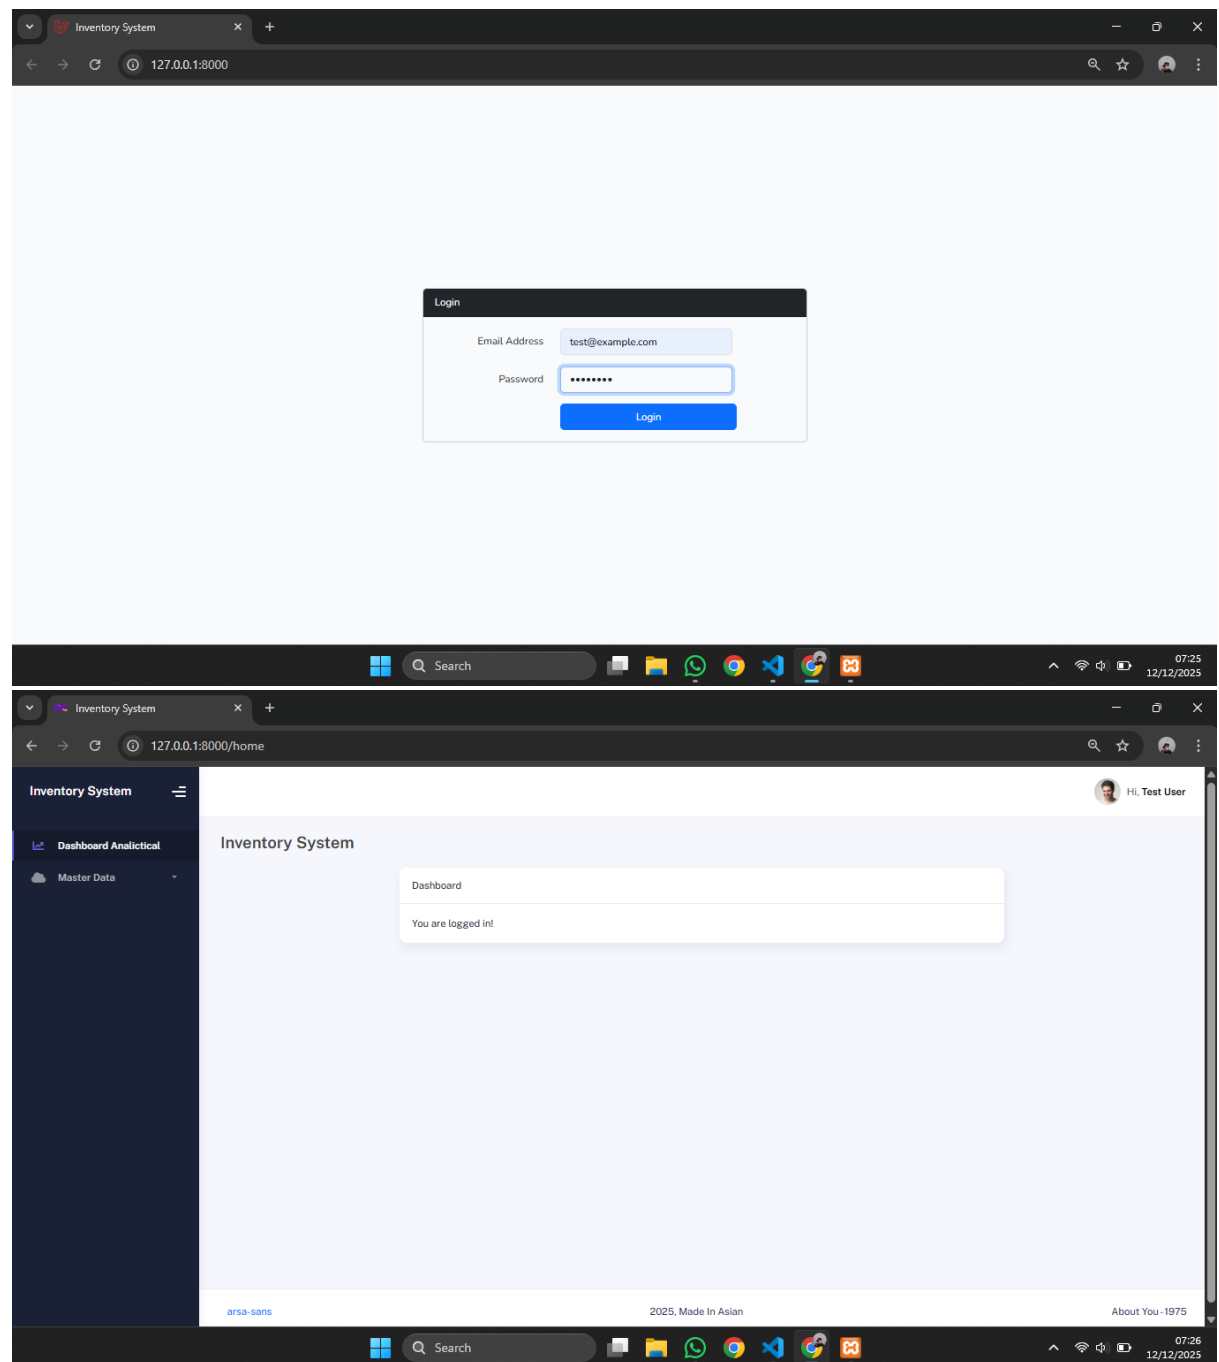 Inventory System
127.0.0.1:8000
Login
Email Address test@example.com
Password ••••••••
Login
Search
07:25
12/12/2025
Inventory System
127.0.0.1:8000/home
Inventory System
Hi, Test User
Dashboard Analictical
Master Data
Inventory System
Dashboard
You are logged in!
arsa-sans 2025, Made In Asian About You-1975
Search
07:26
12/12/2025